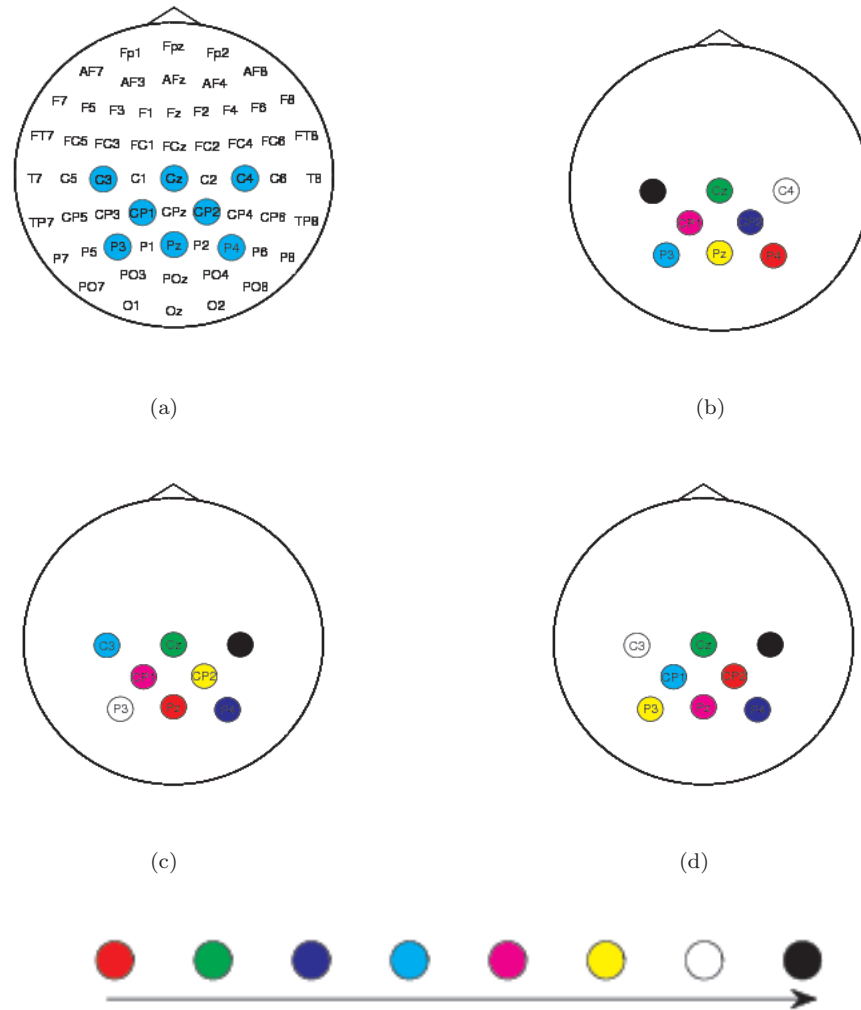 Fp1 Fpz Fp2
AF7 AF3 AFz AF4 AF8
F7 F5 F3 F1 Fz F2 F4 F6 F8
FT7 FC5 FC3 FC1 FCz FC2 FC4 FC6 FT8
T7 C5 C3 C1 Cz C2 C4 C6 T8
TP7 CP5 CP3 CP1 CPz CP2 CP4 CP6 TP8
P7 P5 P3 P1 Pz P2 P4 P6 P8
PO7 PO3 POz PO4 PO8
O1 Oz O2
(a)
Cz C4
CP1 CP2
P3 Pz P4
(b)
C3 Cz
CP1 CP2
P3 Pz P4
(c)
C3 Cz
CP1 CP2
P3 Pz P4
(d)